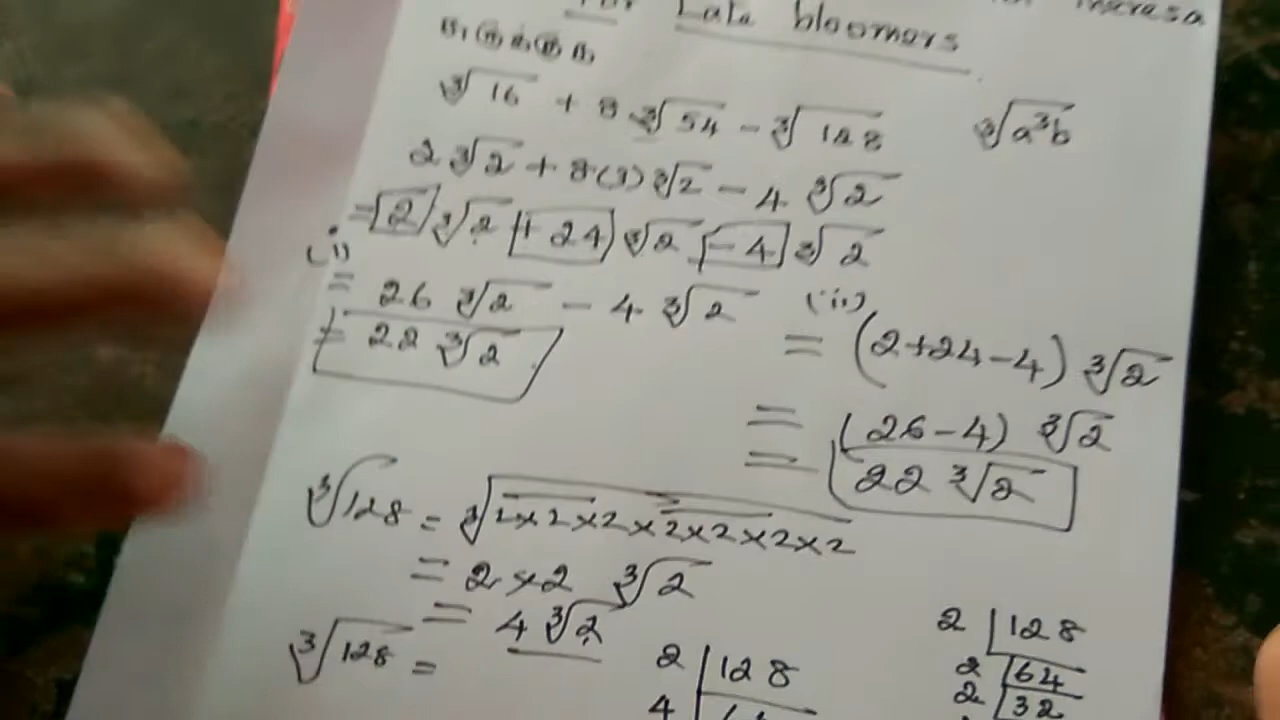 Late bloomers
∛16 + 8 ∛54 - ∛128
∛a³b
2 ∛2 + 8(3) ∛2 - 4 ∛2
= 2 ∛2 + 24 ∛2 - 4 ∛2
(i)
= 26 ∛2 - 4 ∛2
= 22 ∛2
(ii)
= (2+24-4) ∛2
= (26-4) ∛2
= 22 ∛2
∛128 = ∛2×2×2×2×2×2×2
= 2×2 ∛2
= 4 ∛2
∛128 =
2 | 128
4
2 | 128
2 | 64
2 | 32